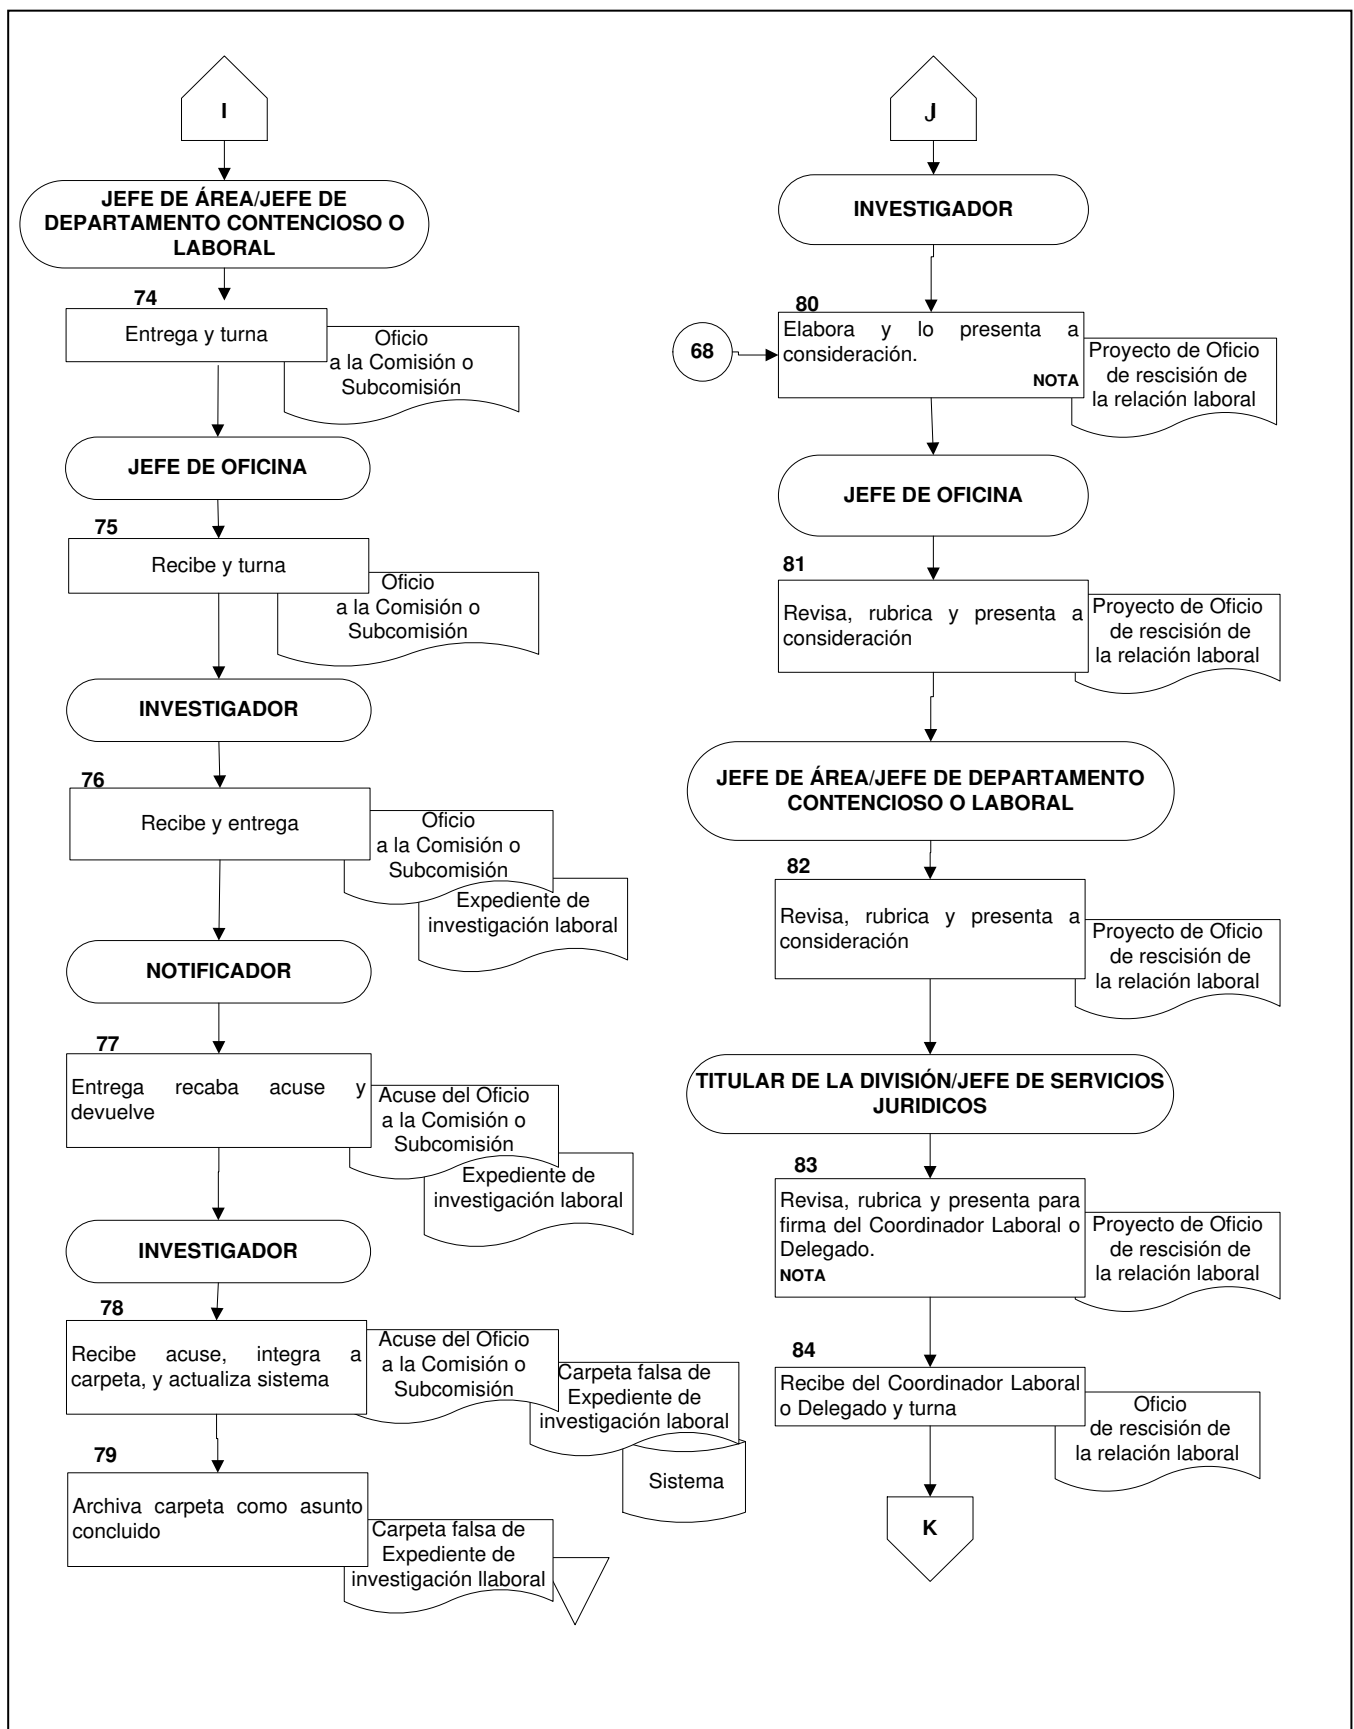 I
JEFE DE ÁREA/JEFE DE
DEPARTAMENTO CONTENCIOSO O
LABORAL
74
Entrega y turna
Oficio
a la Comisión o
Subcomisión
JEFE DE OFICINA
75
Recibe y turna
Oficio
a la Comisión o
Subcomisión
INVESTIGADOR
76
Recibe y entrega
Oficio
a la Comisión o
Subcomisión
Expediente de
investigación laboral
NOTIFICADOR
77
Entrega recaba acuse y
devuelve
Acuse del Oficio
a la Comisión o
Subcomisión
Expediente de
investigación laboral
INVESTIGADOR
78
Recibe acuse, integra a
carpeta, y actualiza sistema
Acuse del Oficio
a la Comisión o
Subcomisión
Carpeta falsa de
Expediente de
investigación laboral
Sistema
79
Archiva carpeta como asunto
concluido
Carpeta falsa de
Expediente de
investigación llaboral
J
INVESTIGADOR
80
68
Elabora y lo presenta a
consideración.
NOTA
Proyecto de Oficio
de rescisión de
la relación laboral
JEFE DE OFICINA
81
Revisa, rubrica y presenta a
consideración
Proyecto de Oficio
de rescisión de
la relación laboral
JEFE DE ÁREA/JEFE DE DEPARTAMENTO
CONTENCIOSO O LABORAL
82
Revisa, rubrica y presenta a
consideración
Proyecto de Oficio
de rescisión de
la relación laboral
TITULAR DE LA DIVISIÓN/JEFE DE SERVICIOS
JURIDICOS
83
Revisa, rubrica y presenta para
firma del Coordinador Laboral o
Delegado.
NOTA
Proyecto de Oficio
de rescisión de
la relación laboral
84
Recibe del Coordinador Laboral
o Delegado y turna
Oficio
de rescisión de
la relación laboral
K